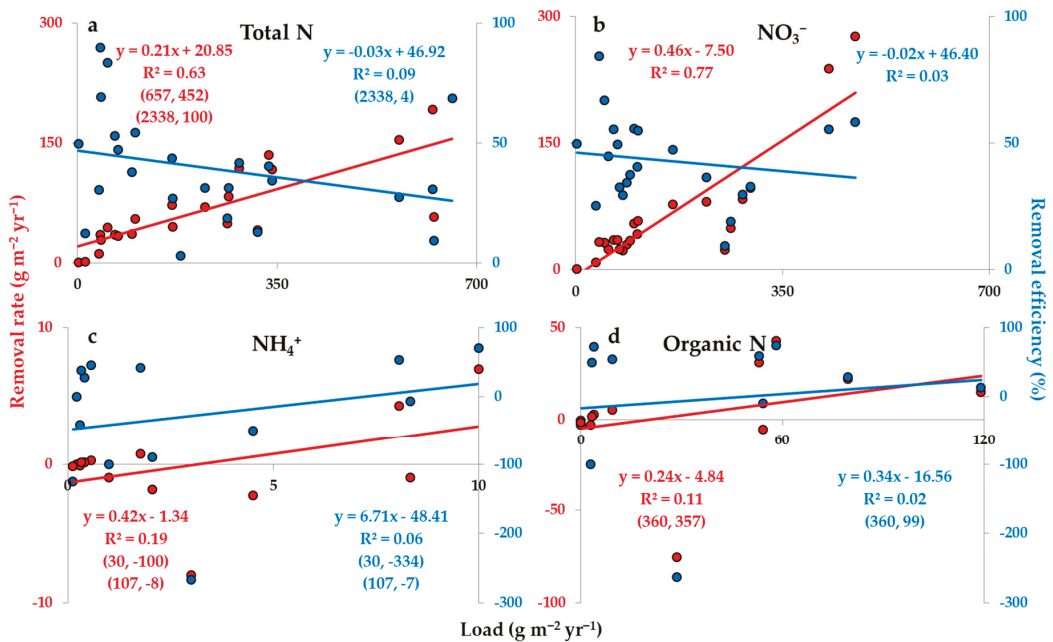 a
Total N
300
150
0
0
350
700
100
50
0
y = 0.21x + 20.85
R² = 0.63
(657, 452)
(2338, 100)
y = -0.03x + 46.92
R² = 0.09
(2338, 4)
b
NO₃⁻
300
150
0
0
350
700
100
50
0
y = 0.46x - 7.50
R² = 0.77
y = -0.02x + 46.40
R² = 0.03
Removal rate (g m⁻² yr⁻¹)
Removal efficiency (%)
c
NH₄⁺
10
0
-10
0
5
10
100
0
-100
-200
-300
y = 0.42x - 1.34
R² = 0.19
(30, -100)
(107, -8)
y = 6.71x - 48.41
R² = 0.06
(30, -334)
(107, -7)
d
Organic N
50
0
-50
-100
0
60
120
100
0
-100
-200
-300
y = 0.24x - 4.84
R² = 0.11
(360, 357)
y = 0.34x - 16.56
R² = 0.02
(360, 99)
Load (g m⁻² yr⁻¹)